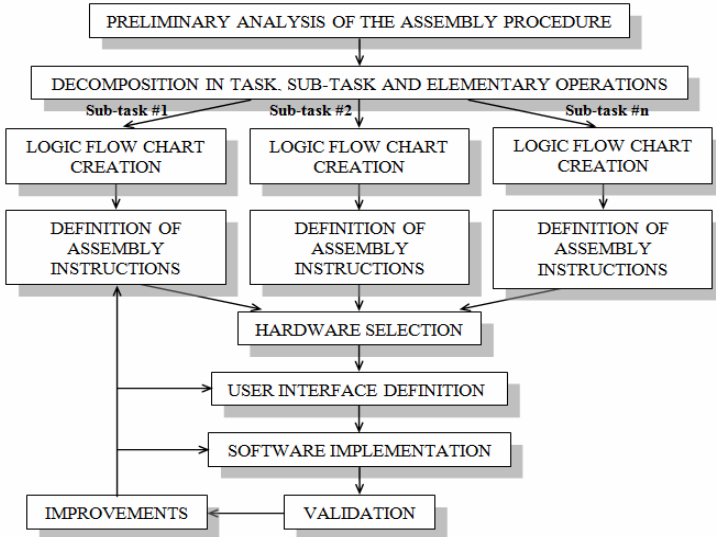 PRELIMINARY ANALYSIS OF THE ASSEMBLY PROCEDURE
DECOMPOSITION IN TASK, SUB-TASK AND ELEMENTARY OPERATIONS
Sub-task #1
Sub-task #2
Sub-task #n
LOGIC FLOW CHART
CREATION
LOGIC FLOW CHART
CREATION
LOGIC FLOW CHART
CREATION
DEFINITION OF
ASSEMBLY
INSTRUCTIONS
DEFINITION OF
ASSEMBLY
INSTRUCTIONS
DEFINITION OF
ASSEMBLY
INSTRUCTIONS
HARDWARE SELECTION
USER INTERFACE DEFINITION
SOFTWARE IMPLEMENTATION
IMPROVEMENTS
VALIDATION